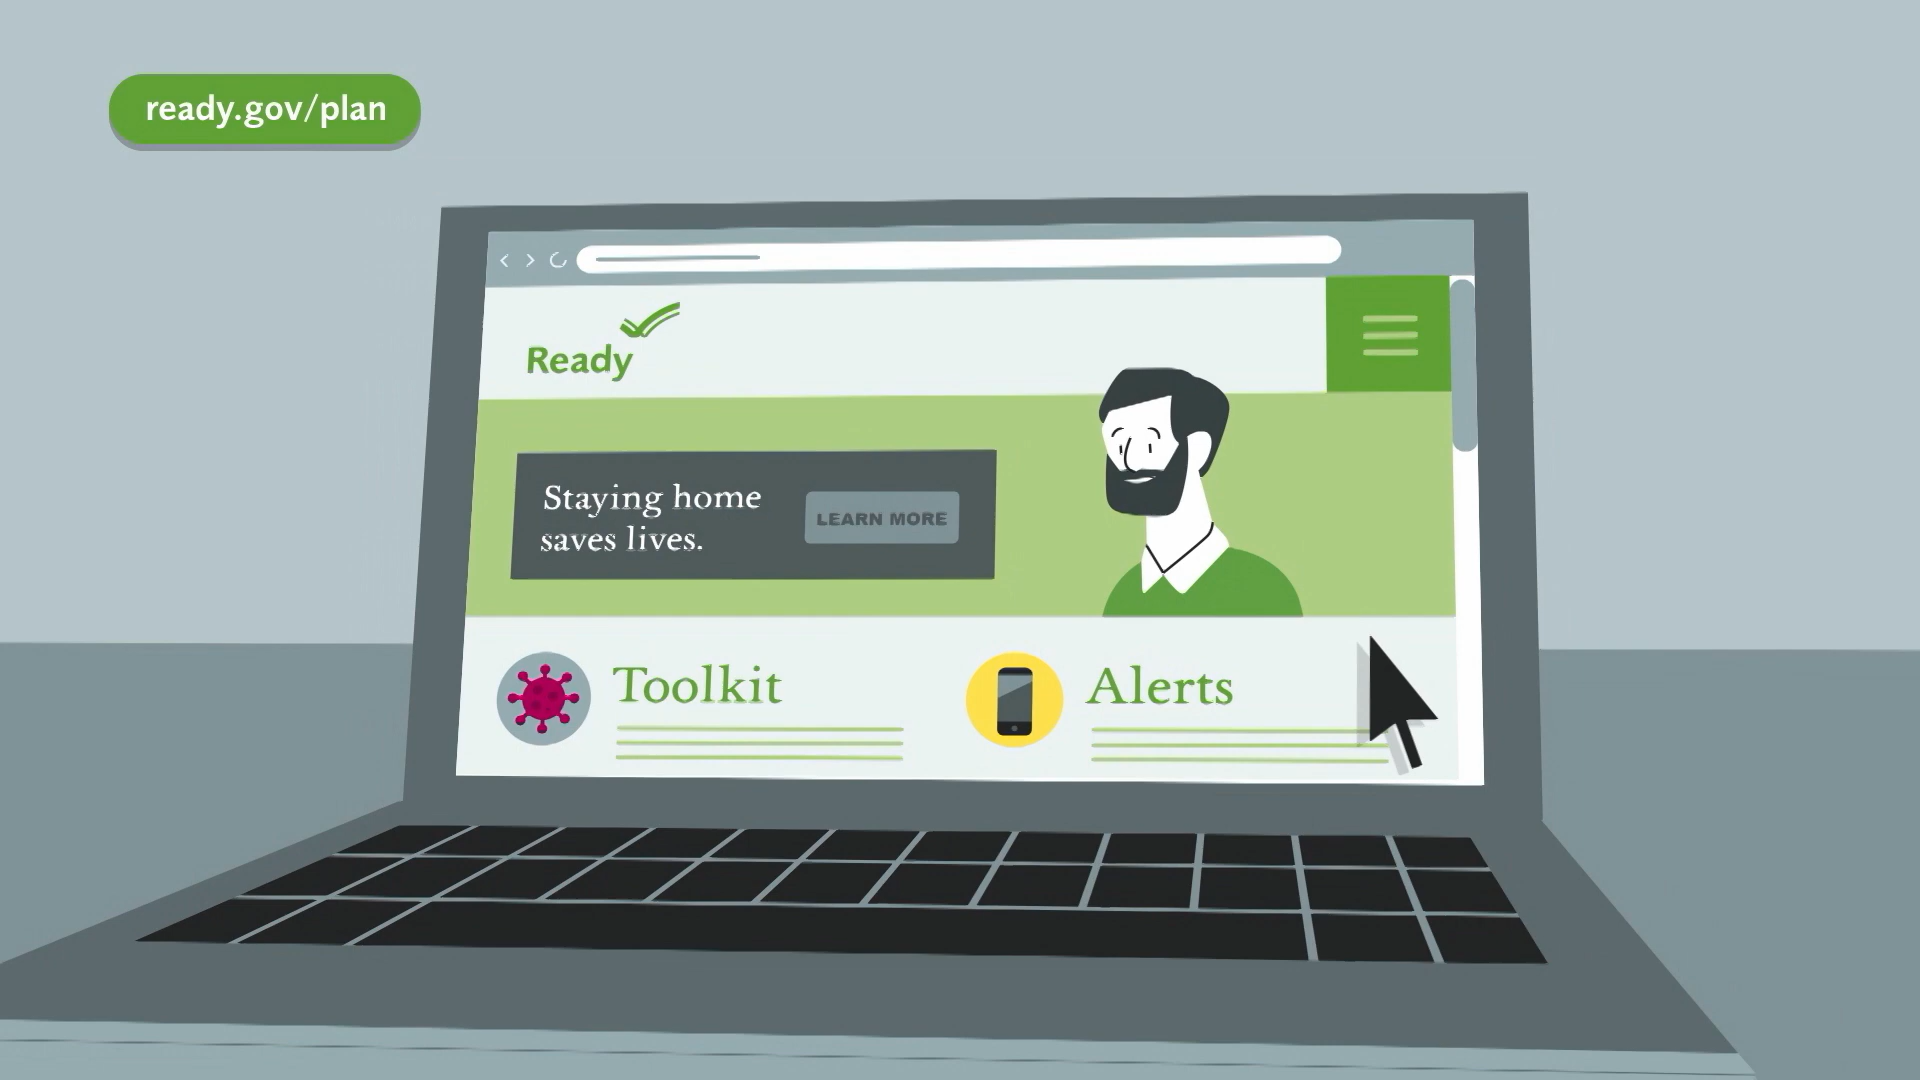 ready.gov/plan
Ready
Staying home
saves lives.
LEARN MORE
Toolkit
Alerts